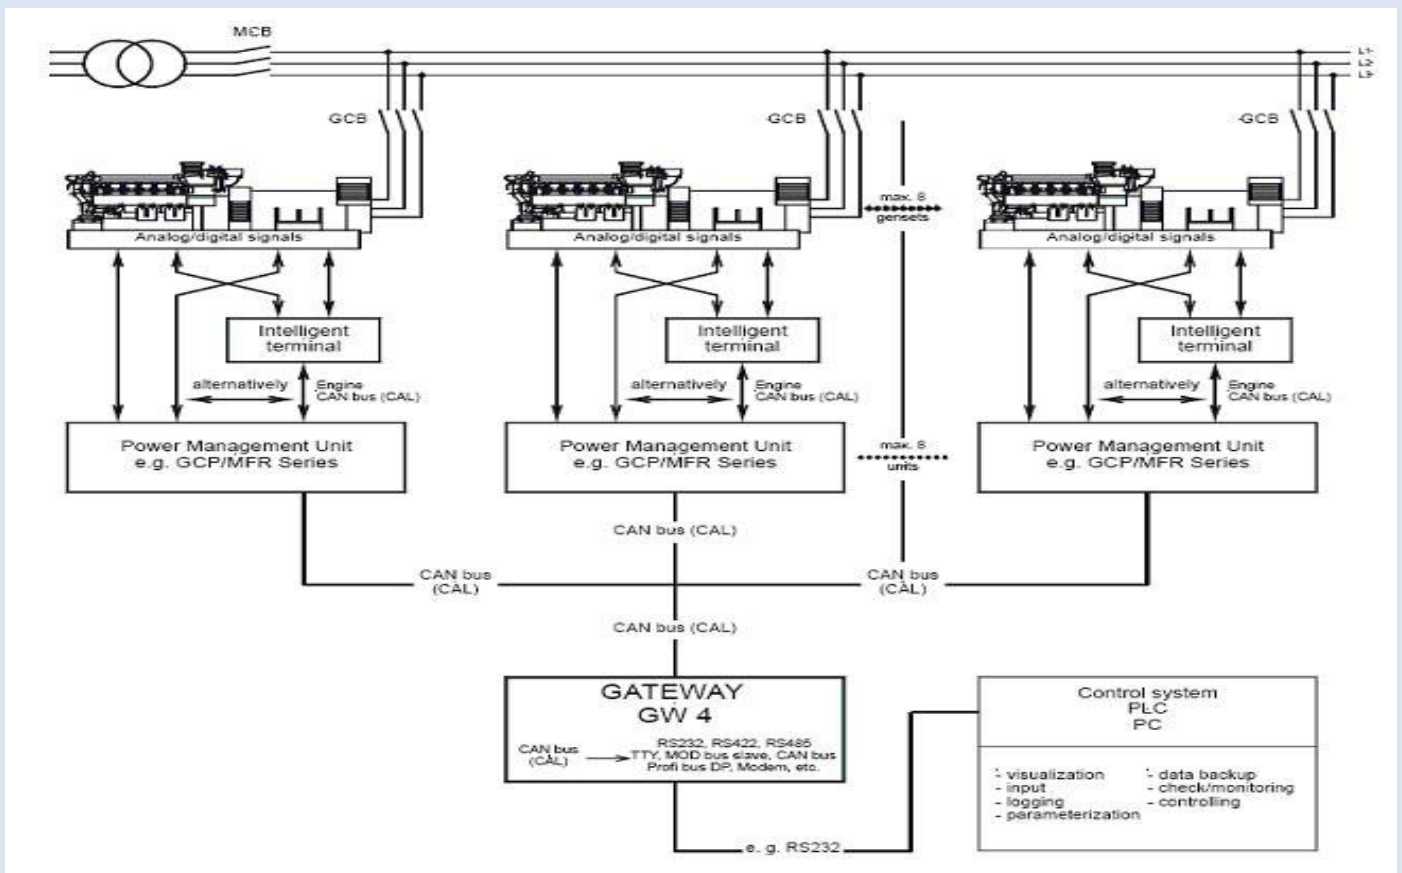 MCB
L1
L2
L3
GCB
GCB
GCB
max. 8
gensets
Analog/digital signals
Analog/digital signals
Analog/digital signals
Intelligent
terminal
Intelligent
terminal
Intelligent
terminal
alternatively
Engine
CAN bus (CAL)
alternatively
Engine
CAN bus (CAL)
alternatively
Engine
CAN bus (CAL)
Power Management Unit
e.g. GCP/MFR Series
Power Management Unit
e.g. GCP/MFR Series
max. 8
units
Power Management Unit
e.g. GCP/MFR Series
CAN bus (CAL)
CAN bus
(CAL)
CAN bus
(CAL)
CAN bus (CAL)
GATEWAY
GW 4
CAN bus
(CAL)
RS232, RS422, RS485
TTY, MOD bus slave, CAN bus
Profi bus DP, Modem, etc.
Control system
PLC
PC
- visualization
- input
- logging
- parameterization
- data backup
- check/monitoring
- controlling
e. g. RS232